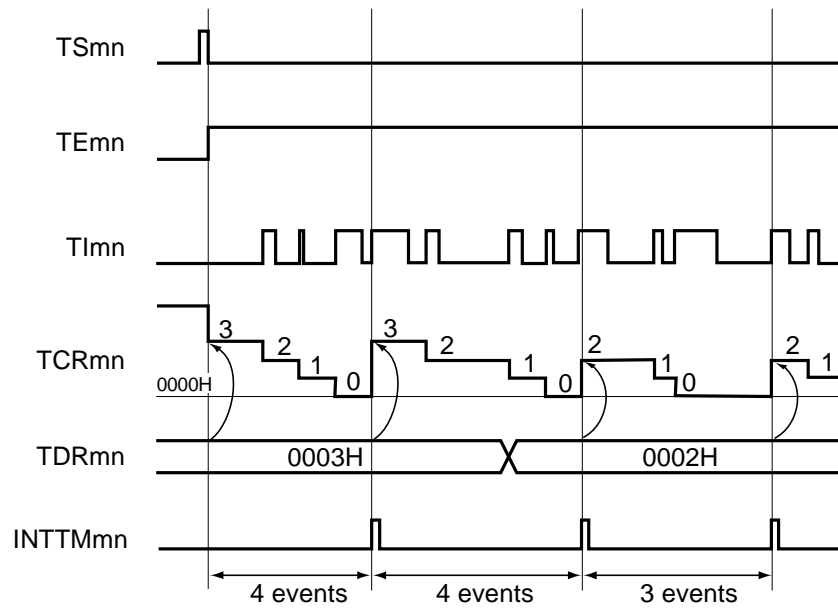 TSmn
TEmn
TImn
TCRmn
3
2
1
0
3
2
1
0
2
1
0
2
1
0000H
TDRmn
0003H
0002H
INTTMmn
4 events
4 events
3 events